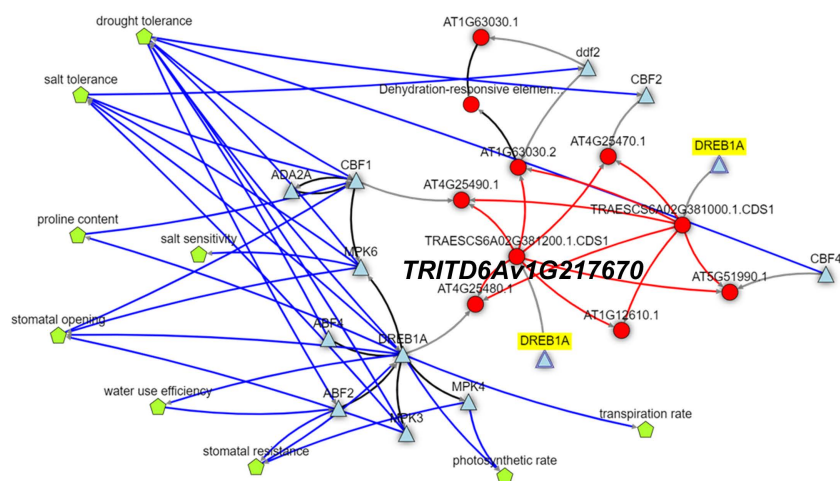 drought tolerance
AT1G63030.1
ddf2
salt tolerance
CBF2
Dehydration-responsive elemen...
AT4G25470.1
DREB1A
AT1G63030.2
CBF1
ADA2A
AT4G25490.1
TRAESCS6A02G381000.1.CDS1
proline content
salt sensitivity
TRAESCS6A02G381200.1.CDS1
MPK6
TRITD6Av1G217670
CBF4
AT5G51990.1
AT4G25480.1
stomatal opening
ABF4
AT1G12610.1
DREB1A
DREB1A
water use efficiency
ABF2
MPK4
MPK3
transpiration rate
stomatal resistance
photosynthetic rate